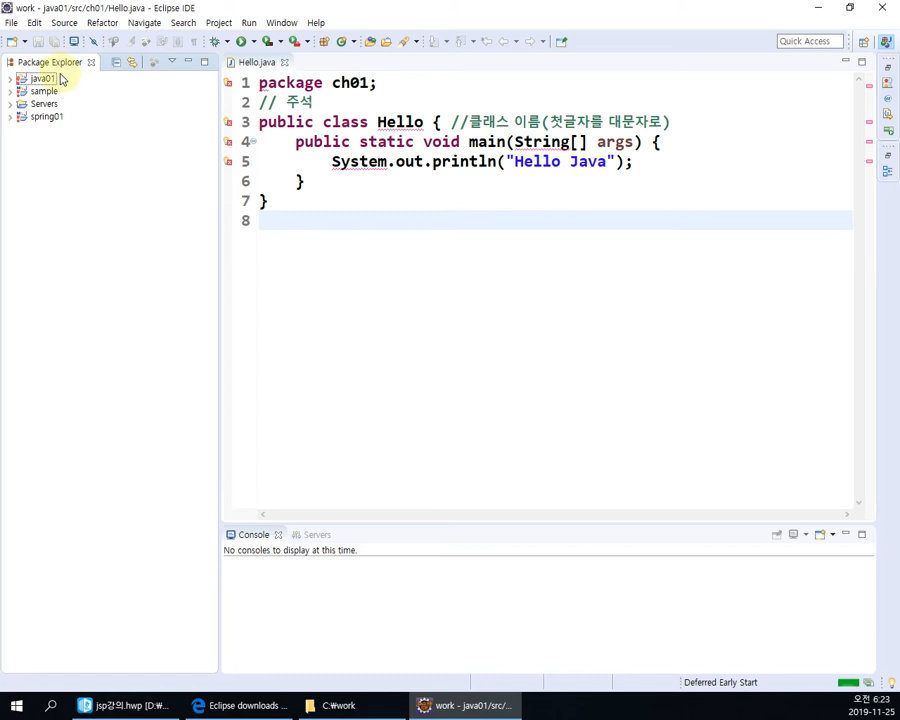 work - java01/src/ch01/Hello.java - Eclipse IDE
File Edit Source Refactor Navigate Search Project Run Window Help
Quick Access
Package Explorer
java01
sample
Servers
spring01
Hello.java
1 package ch01;
2 // 주석
3 public class Hello { //클래스 이름(첫글자를 대문자로)
4 public static void main(String[] args) {
5 System.out.println("Hello Java");
6 }
7 }
8
Console Servers
No consoles to display at this time.
Deferred Early Start
jsp강의.hwp [D:₩...
Eclipse downloads ...
C:₩work
work - java01/src/...
오전 6:23
2019-11-25